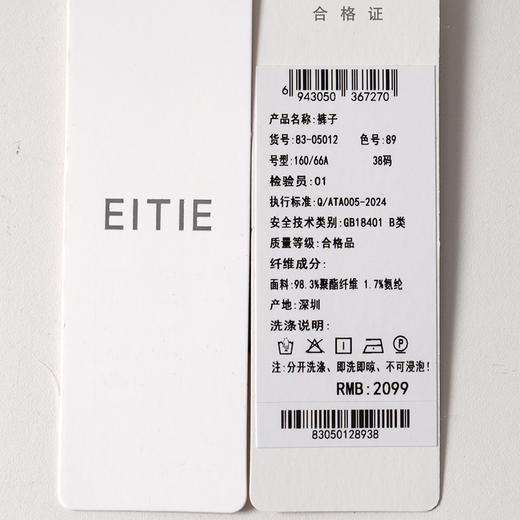 EITIE
合格证
6 943050 367270
产品名称:裤子
货号:83-05012 色号:89
号型:160/66A 38码
检验员:01
执行标准:Q/ATA005-2024
安全技术类别:GB18401 B类
质量等级:合格品
纤维成分:
面料:98.3%聚酯纤维 1.7%氨纶
产地:深圳
洗涤说明:
P
注:分开洗涤、即洗即晾、不可浸泡!
RMB:2099
83050128938